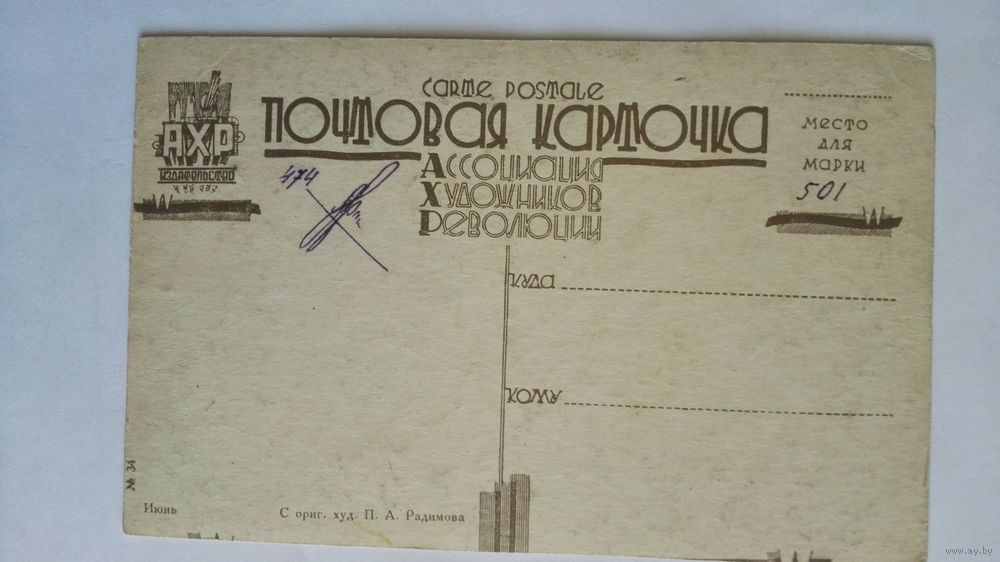 CARTE POSTALE
ПОЧТОВАЯ КАРТОЧКА
АССОЦИАЦИЯ
ХУДОЖНИКОВ
РЕВОЛЮЦИИ
АХР
ИЗДАТЕЛЬСТВО
МЕСТО
ДЛЯ
МАРКИ
501
474
КУДА
КОМУ
№ 34
Июнь
С ориг. худ. П. А. Радимова
www.ay.by